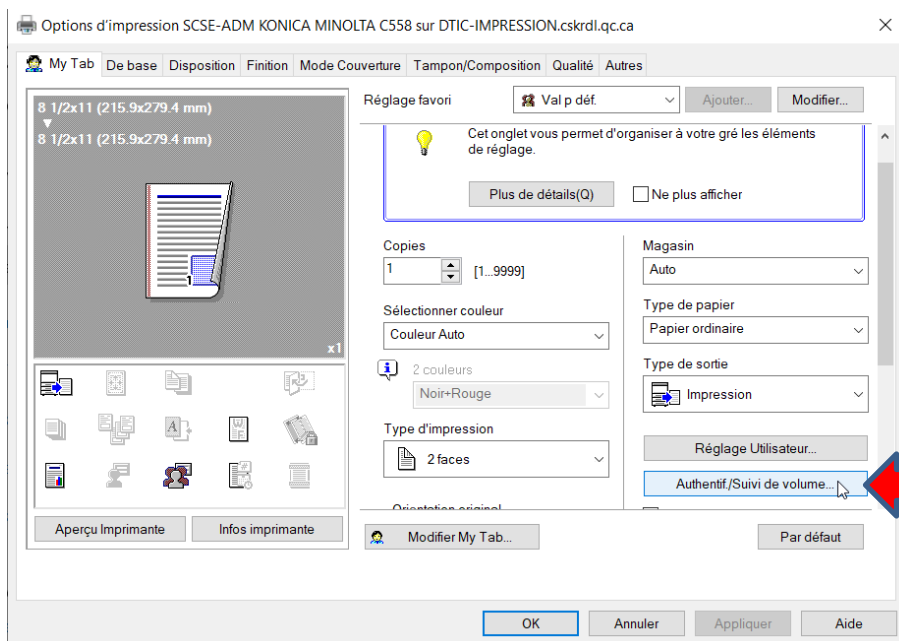 Options d'impression SCSE-ADM KONICA MINOLTA C558 sur DTIC-IMPRESSION.cskrdl.qc.ca
My Tab De base Disposition Finition Mode Couverture Tampon/Composition Qualité Autres
8 1/2x11 (215.9x279.4 mm)
8 1/2x11 (215.9x279.4 mm)
1
x1
Aperçu Imprimante Infos imprimante
Réglage favori Val p déf. Ajouter... Modifier...
Cet onglet vous permet d'organiser à votre gré les éléments
de réglage.
Plus de détails(Q) Ne plus afficher
Copies
1 [1...9999]
Sélectionner couleur
Couleur Auto
2 couleurs
Noir+Rouge
Type d'impression
2 faces
Orientation original
Magasin
Auto
Type de papier
Papier ordinaire
Type de sortie
Impression
Réglage Utilisateur...
Authentif./Suivi de volume...
Modifier My Tab... Par défaut
OK Annuler Appliquer Aide